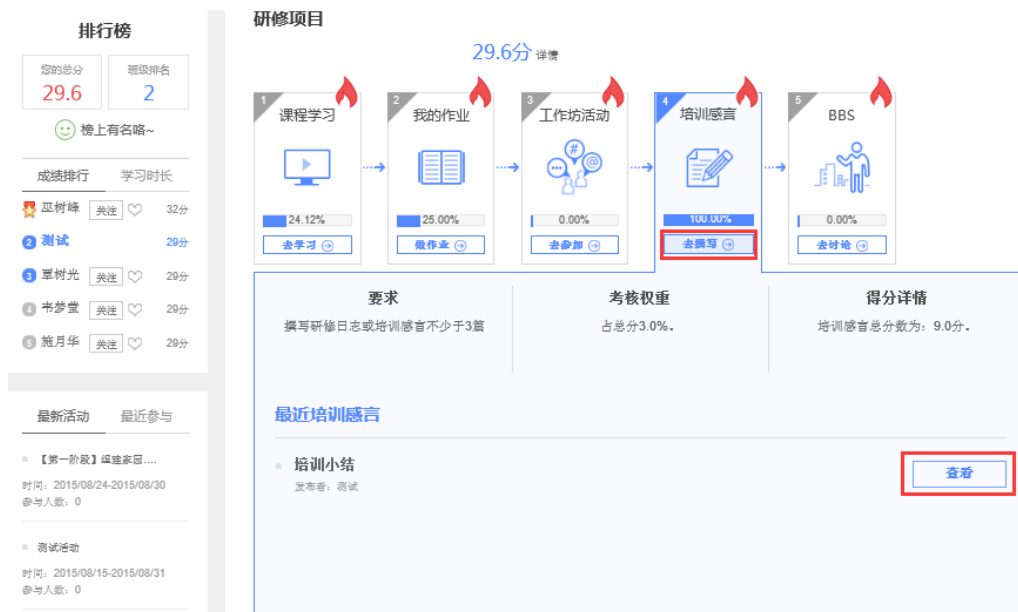 排行榜
您的总分
班级排名
29.6
2
榜上有名咯~
成绩排行 学习时长
巫树峰 关注 32分
2 测试 29分
3 覃树光 关注 29分
4 韦梦萤 关注 29分
5 施月华 关注 29分
最新活动 最近参与
【第一阶段】组建家园....
时间：2015/08/24-2015/08/30
参与人数：0
测试活动
时间：2015/08/15-2015/08/31
参与人数：0
研修项目
29.6分 详情
1
课程学习
24.12%
去学习
2
我的作业
25.00%
做作业
3
工作坊活动
#
@
0.00%
去参加
4
培训感言
100.00%
去撰写
5
BBS
0.00%
去讨论
要求
撰写研修日志或培训感言不少于3篇
考核权重
占总分3.0%。
得分详情
培训感言总分数为：9.0分。
最近培训感言
培训小结
发布者：测试
查看